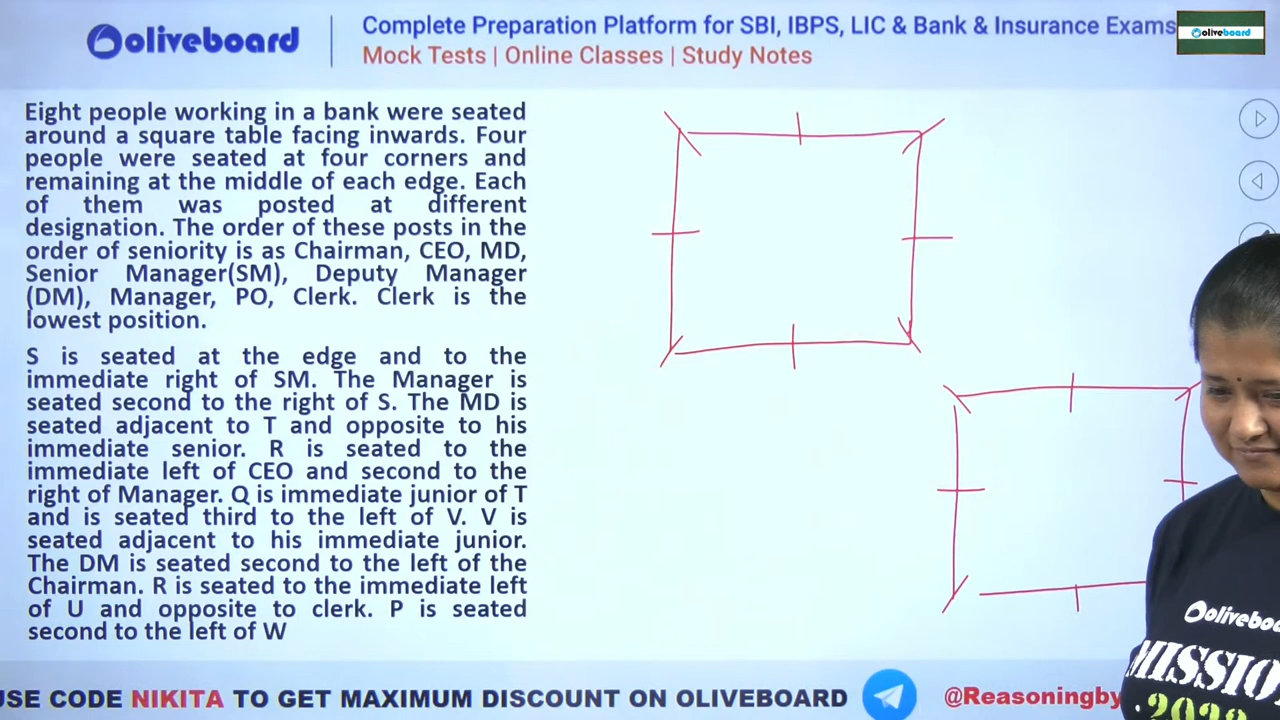 oliveboard
Complete Preparation Platform for SBI, IBPS, LIC & Bank & Insurance Exams
Mock Tests | Online Classes | Study Notes
oliveboard
Eight people working in a bank were seated
around a square table facing inwards. Four
people were seated at four corners and
remaining at the middle of each edge. Each
of them was posted at different
designation. The order of these posts in the
order of seniority is as Chairman, CEO, MD,
Senior Manager(SM), Deputy Manager
(DM), Manager, PO, Clerk. Clerk is the
lowest position.
S is seated at the edge and to the
immediate right of SM. The Manager is
seated second to the right of S. The MD is
seated adjacent to T and opposite to his
immediate senior. R is seated to the
immediate left of CEO and second to the
right of Manager. Q is immediate junior of T
and is seated third to the left of V. V is
seated adjacent to his immediate junior.
The DM is seated second to the left of the
Chairman. R is seated to the immediate left
of U and opposite to clerk. P is seated
second to the left of W
oliveboa
MISSIO
2023
USE CODE NIKITA TO GET MAXIMUM DISCOUNT ON OLIVEBOARD
@Reasoningby